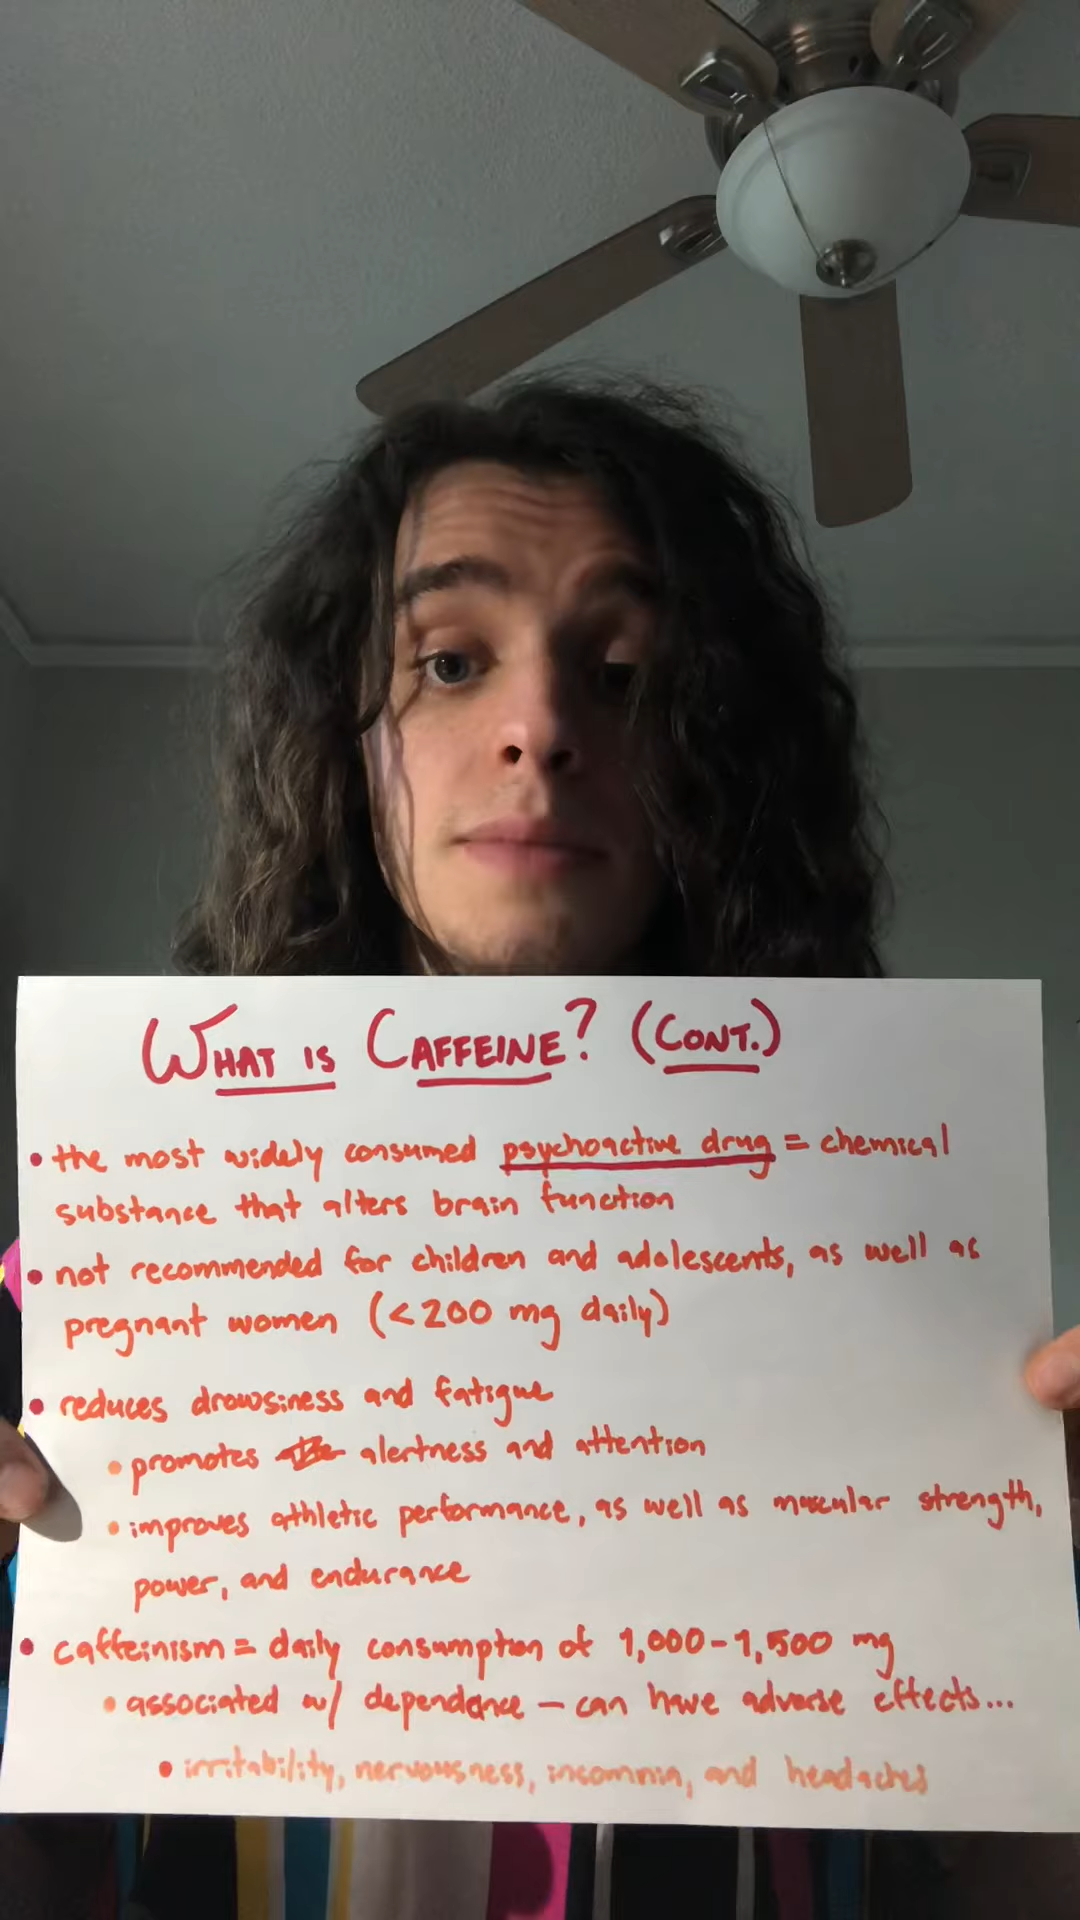 WHAT IS CAFFEINE? (CONT.)
• the most widely consumed psychoactive drug = chemical
substance that alters brain function
• not recommended for children and adolescents, as well as
pregnant women (<200 mg daily)
• reduces drowsiness and fatigue
• promotes alertness and attention
• improves athletic performance, as well as muscular strength,
power, and endurance
• caffeinism = daily consumption of 1,000-1,500 mg
• associated w/ dependence – can have adverse effects...
• irritability, nervousness, insomnia, and headaches